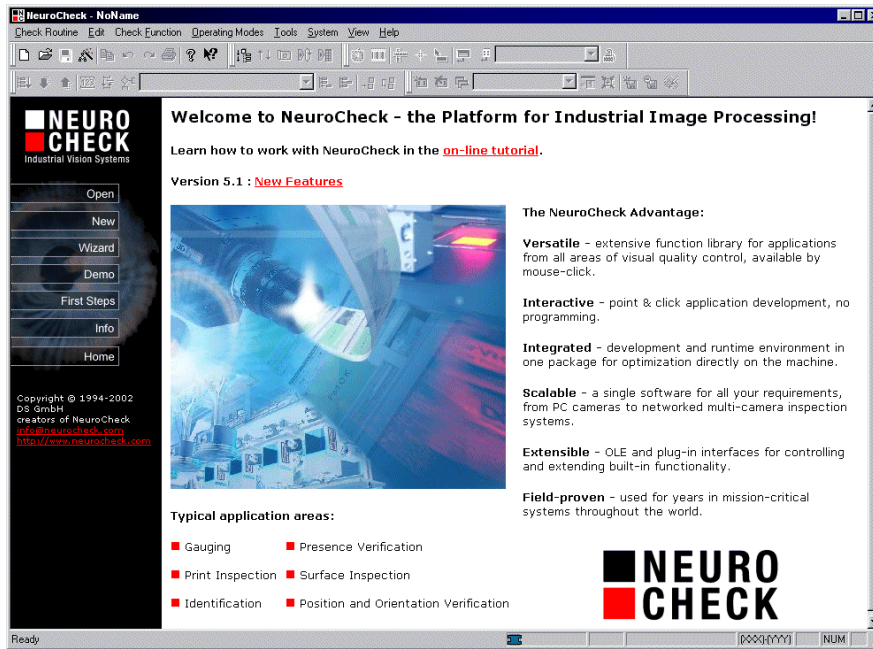 NeuroCheck - NoName
Check Routine Edit Check Function Operating Modes Tools System View Help
NEURO
CHECK
Industrial Vision Systems
Open
New
Wizard
Demo
First Steps
Info
Home
Copyright © 1994-2002
DS GmbH
creators of NeuroCheck
info@neurocheck.com
http://www.neurocheck.com
Welcome to NeuroCheck - the Platform for Industrial Image Processing!
Learn how to work with NeuroCheck in the on-line tutorial.
Version 5.1 : New Features
The NeuroCheck Advantage:
Versatile - extensive function library for applications
from all areas of visual quality control, available by
mouse-click.
Interactive - point & click application development, no
programming.
Integrated - development and runtime environment in
one package for optimization directly on the machine.
Scalable - a single software for all your requirements,
from PC cameras to networked multi-camera inspection
systems.
Extensible - OLE and plug-in interfaces for controlling
and extending built-in functionality.
Field-proven - used for years in mission-critical
systems throughout the world.
Typical application areas:
Gauging Presence Verification
Print Inspection Surface Inspection
Identification Position and Orientation Verification
NEURO
CHECK
Ready (XXX)-(YYY) NUM